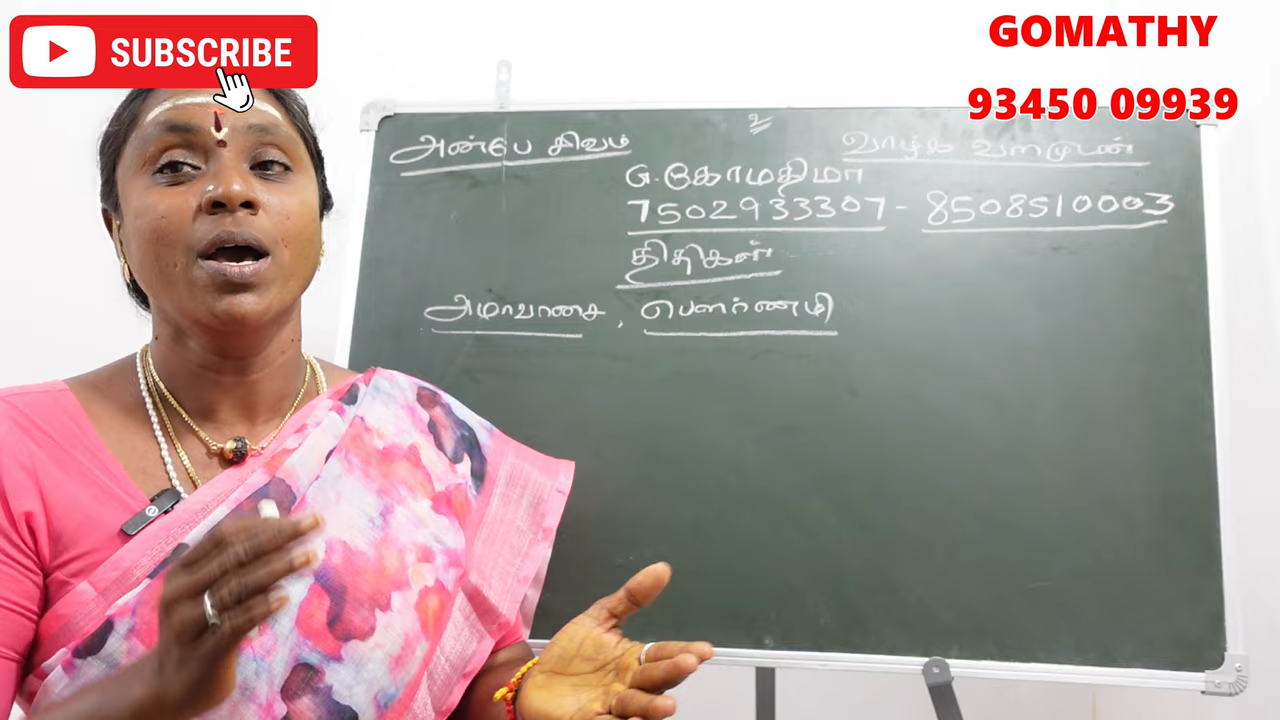 SUBSCRIBE
GOMATHY
93450 09939
உ
அன்பே சிவம்
வாழ்க வளமுடன்
G.கோமதிமா
7502933307 - 8508510003
திதிகள்
அமாவாசை, பௌர்ணமி